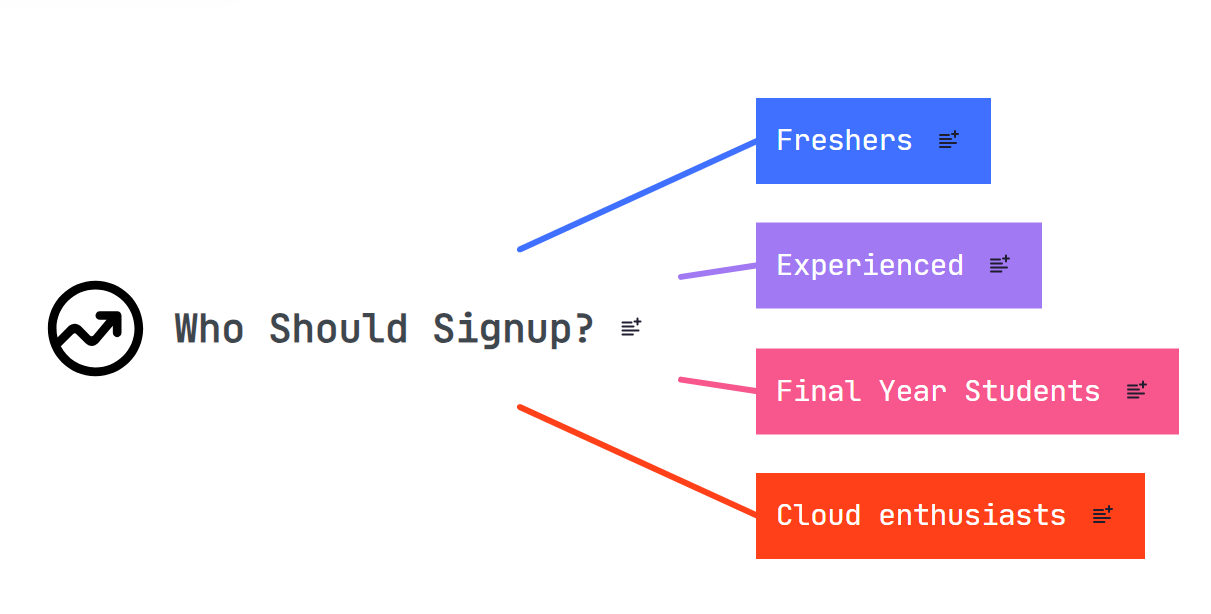 Who Should Signup?
Freshers
Experienced
Final Year Students
Cloud enthusiasts